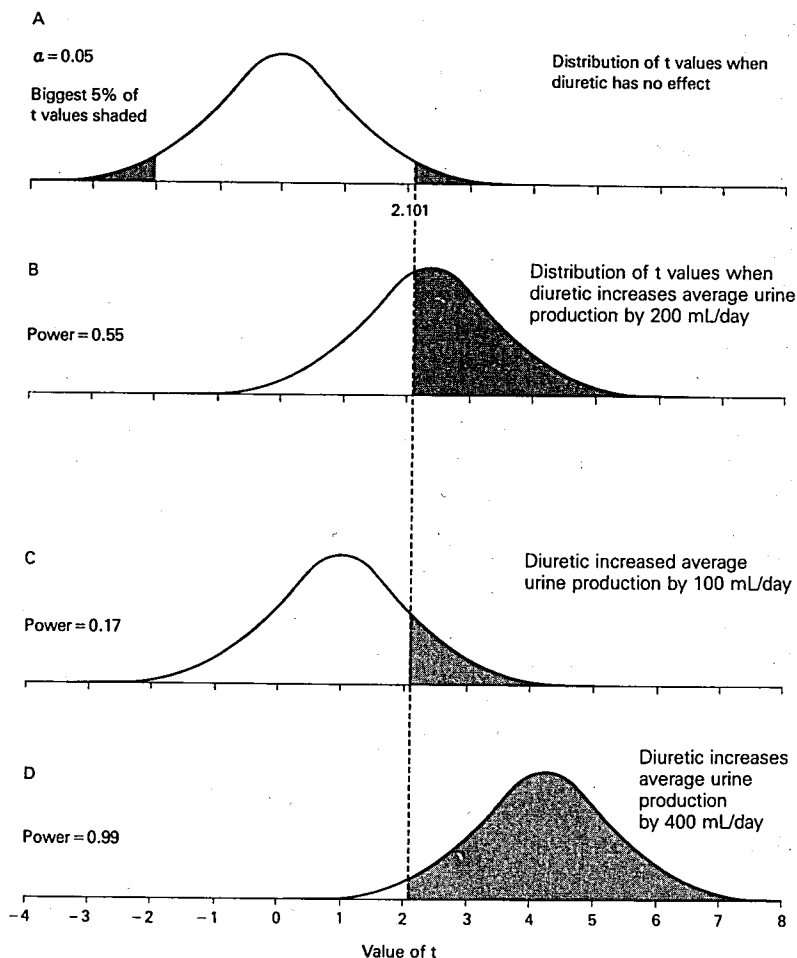 A
α = 0.05
Biggest 5% of
t values shaded
Distribution of t values when
diuretic has no effect
2.101
B
Power = 0.55
Distribution of t values when
diuretic increases average urine
production by 200 mL/day
C
Power = 0.17
Diuretic increased average
urine production by 100 mL/day
D
Power = 0.99
Diuretic increases
average urine
production
by 400 mL/day
−4 −3 −2 −1 0 1 2 3 4 5 6 7 8
Value of t